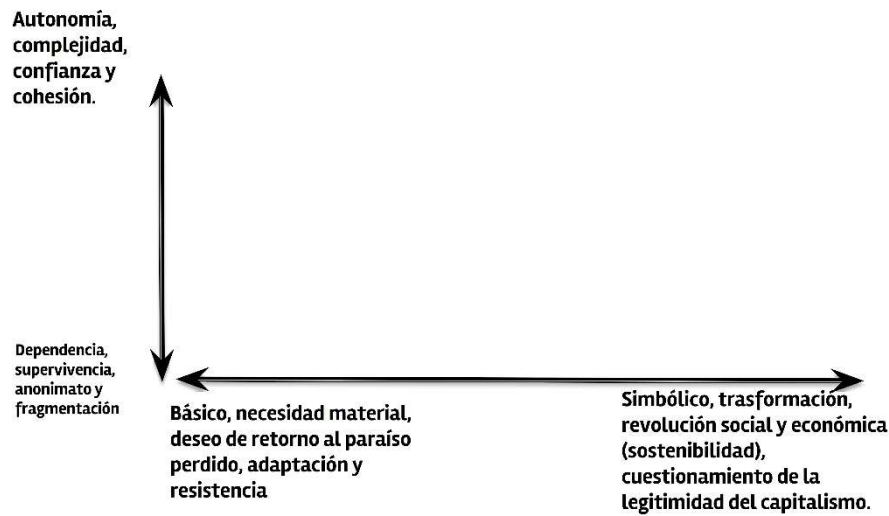 Autonomía,
complejidad,
confianza y
cohesión.
Dependencia,
supervivencia,
anonimato y
fragmentación
Básico, necesidad material,
deseo de retorno al paraíso
perdido, adaptación y
resistencia
Simbólico, trasformación,
revolución social y económica
(sostenibilidad),
cuestionamiento de la
legitimidad del capitalismo.